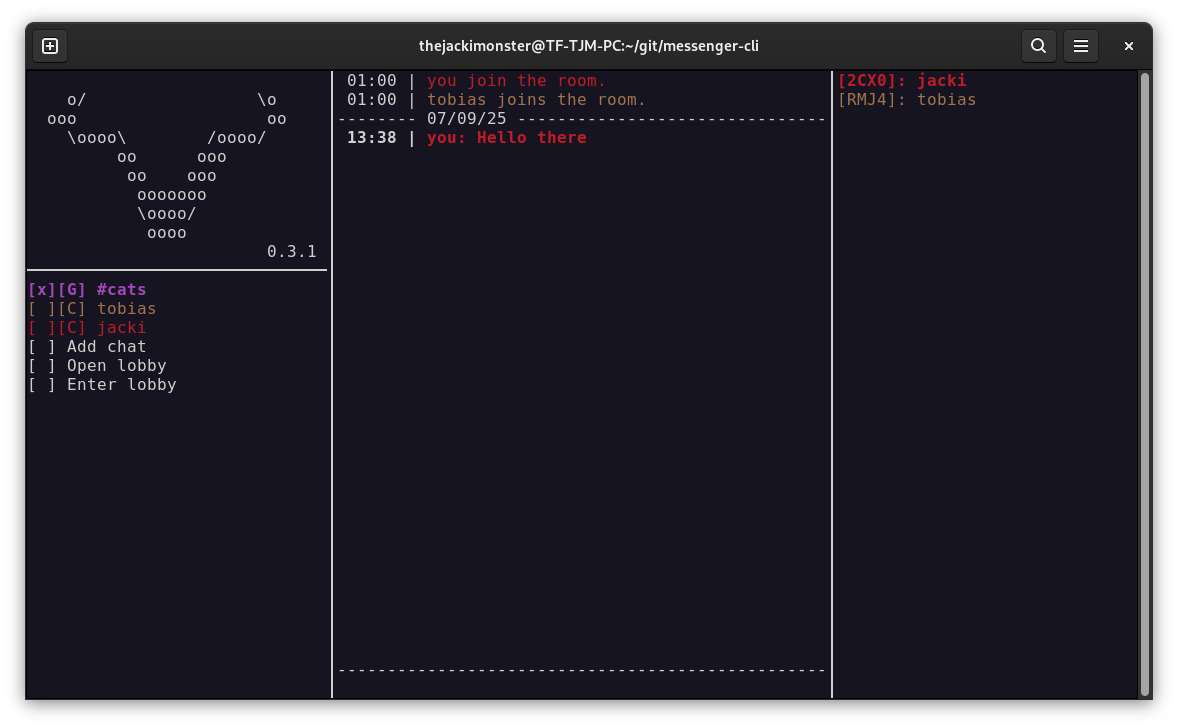 thejackimonster@TF-TJM-PC:~/git/messenger-cli
    o/                 \o
  ooo                   oo
    \oooo\        /oooo/
         oo      ooo
          oo    ooo
           ooooooo
           \oooo/
            oooo
                        0.3.1
[x][G] #cats
[ ][C] tobias
[ ][C] jacki
[ ] Add chat
[ ] Open lobby
[ ] Enter lobby
01:00 | you join the room.
01:00 | tobias joins the room.
-------- 07/09/25 -------------------------------
13:38 | you: Hello there
-------------------------------------------------
[2CX0]: jacki
[RMJ4]: tobias